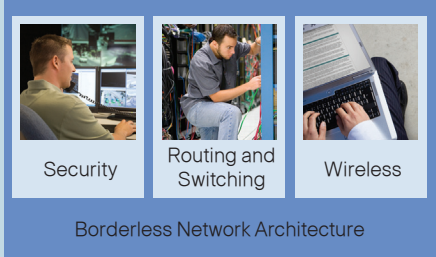 Security
Routing and
Switching
Wireless
Borderless Network Architecture